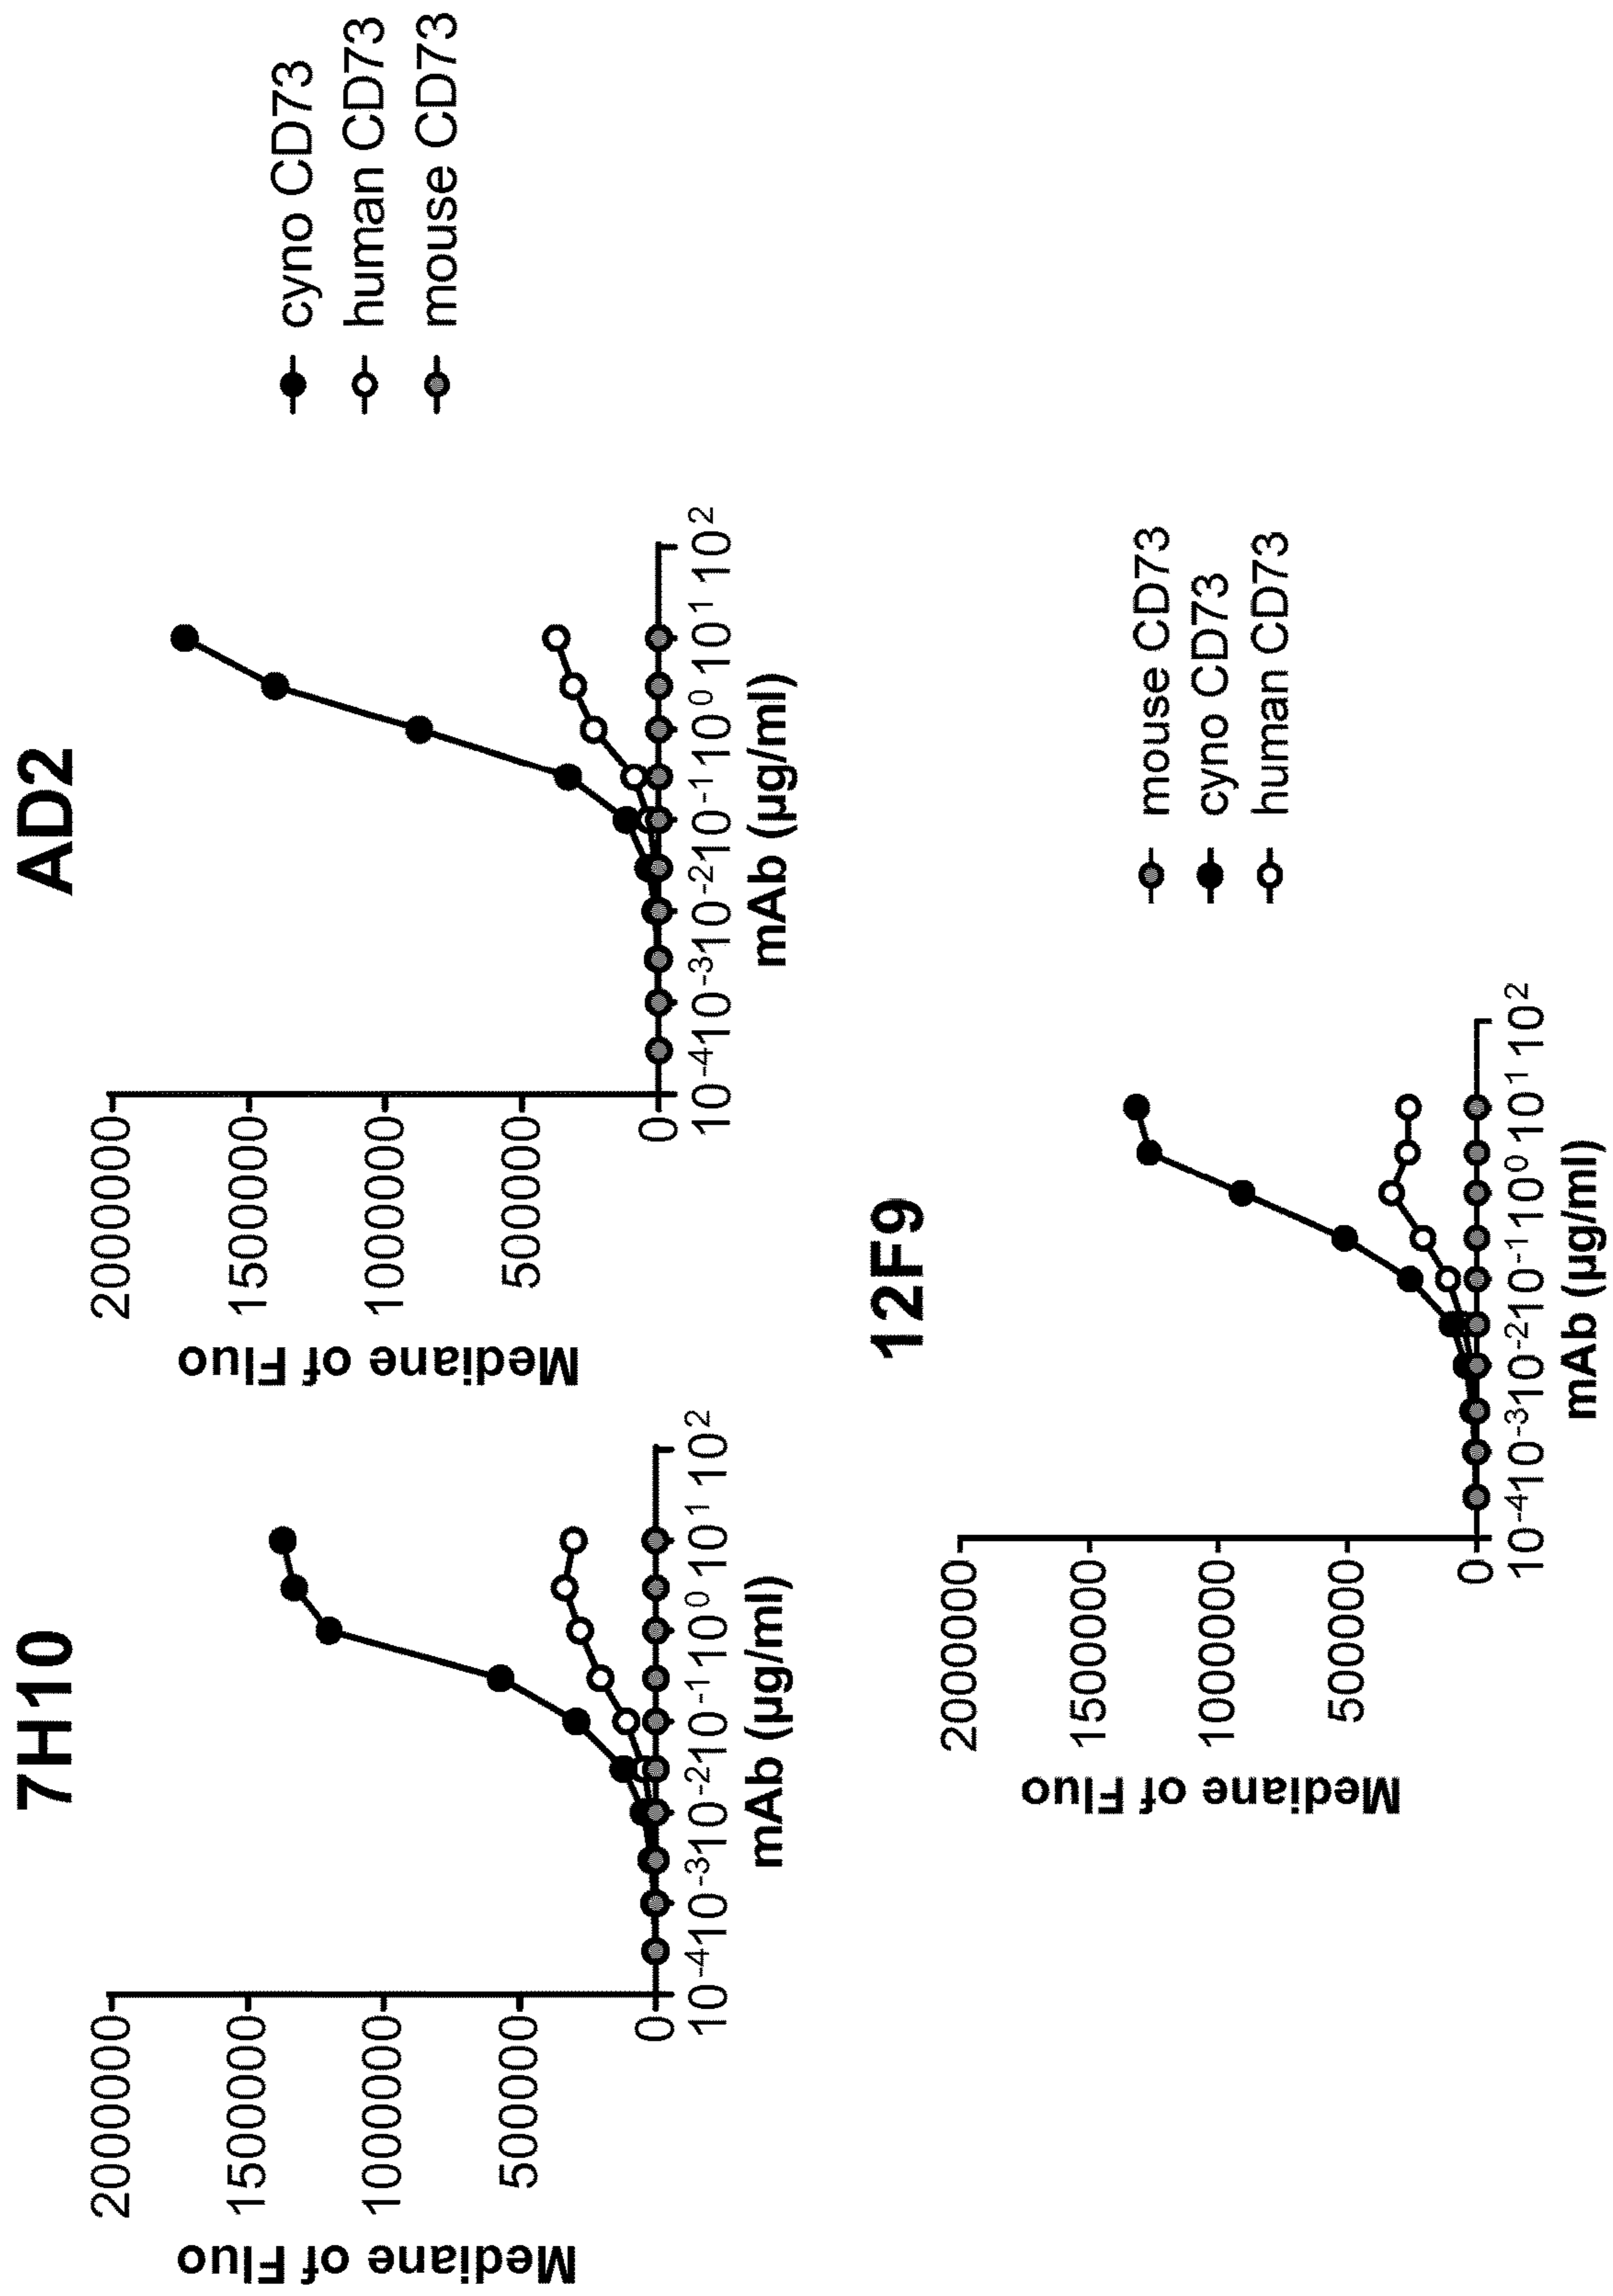 7H10
Mediane of Fluo
2000000
1500000
1000000
500000
0
10⁻⁴ 10⁻³ 10⁻² 10⁻¹ 10⁰ 10¹ 10²
mAb (µg/ml)
AD2
Mediane of Fluo
2000000
1500000
1000000
500000
0
10⁻⁴ 10⁻³ 10⁻² 10⁻¹ 10⁰ 10¹ 10²
mAb (µg/ml)
cyno CD73
human CD73
mouse CD73
12F9
Mediane of Fluo
2000000
1500000
1000000
500000
0
10⁻⁴ 10⁻³ 10⁻² 10⁻¹ 10⁰ 10¹ 10²
mAb (µg/ml)
mouse CD73
cyno CD73
human CD73